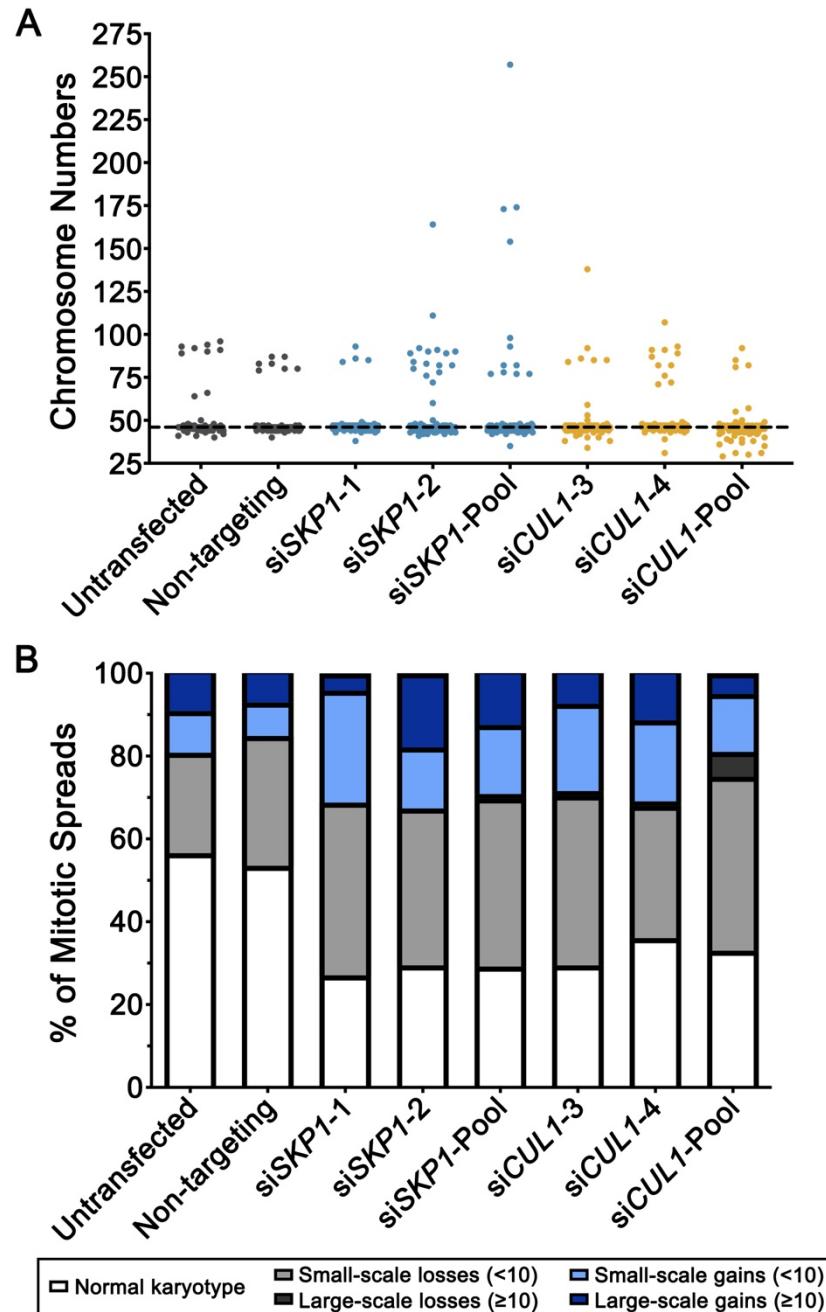 A
Chromosome Numbers
275
250
225
200
175
150
125
100
75
50
25
Untransfected
Non-targeting
siSKP1-1
siSKP1-2
siSKP1-Pool
siCUL1-3
siCUL1-4
siCUL1-Pool
B
% of Mitotic Spreads
100
80
60
40
20
0
Untransfected
Non-targeting
siSKP1-1
siSKP1-2
siSKP1-Pool
siCUL1-3
siCUL1-4
siCUL1-Pool
Normal karyotype
Small-scale losses (<10)
Large-scale losses (≥10)
Small-scale gains (<10)
Large-scale gains (≥10)